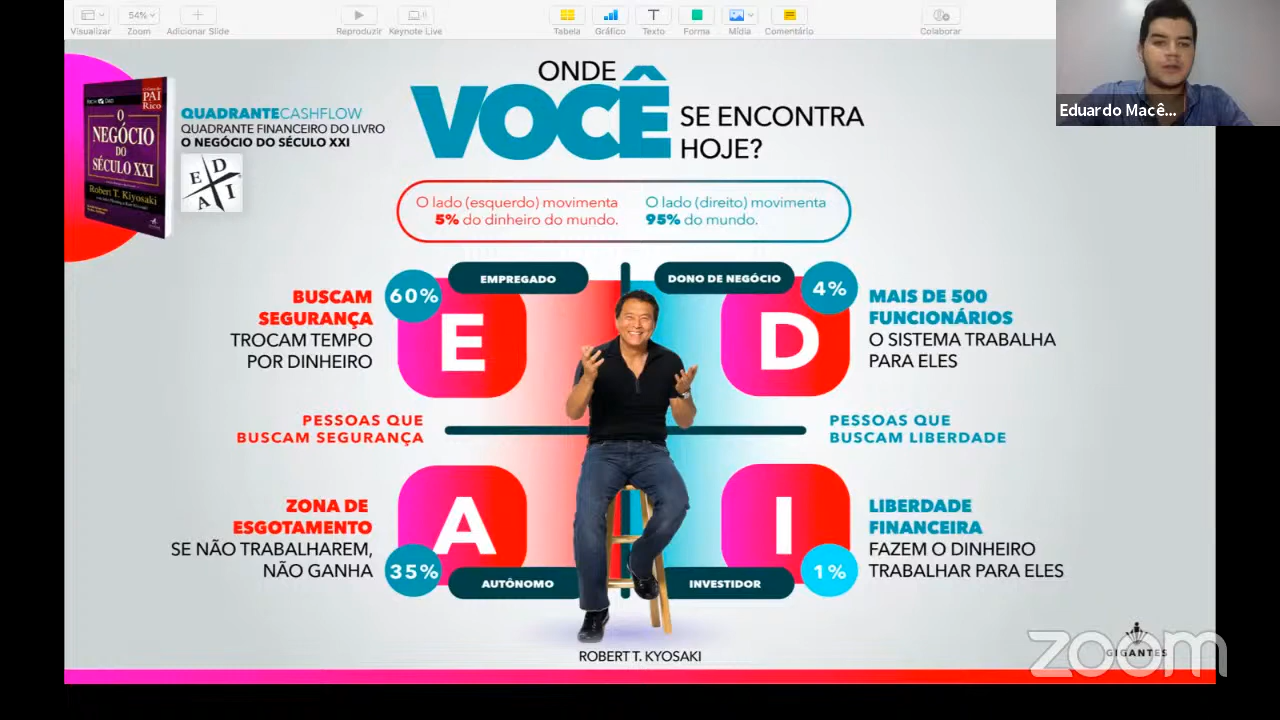 Visualizar
54%
Zoom
Adicionar Slide
Reproduzir
Keynote Live
Tabela
Gráfico
Texto
Forma
Mídia
Comentário
Colaborar
Eduardo Macê...
RICH DAD
PAI
Rico
O
NEGÓCIO
DO
SÉCULO XXI
Robert T. Kiyosaki
QUADRANTECASHFLOW
QUADRANTE FINANCEIRO DO LIVRO
O NEGÓCIO DO SÉCULO XXI
E D
A I
ONDE
VOCÊ
SE ENCONTRA
HOJE?
O lado (esquerdo) movimenta
5% do dinheiro do mundo.
O lado (direito) movimenta
95% do mundo.
EMPREGADO
60%
E
BUSCAM
SEGURANÇA
TROCAM TEMPO
POR DINHEIRO
DONO DE NEGÓCIO
4%
D
MAIS DE 500
FUNCIONÁRIOS
O SISTEMA TRABALHA
PARA ELES
PESSOAS QUE
BUSCAM SEGURANÇA
PESSOAS QUE
BUSCAM LIBERDADE
ZONA DE
ESGOTAMENTO
SE NÃO TRABALHAREM,
NÃO GANHA
A
35%
AUTÔNOMO
I
INVESTIDOR
1%
LIBERDADE
FINANCEIRA
FAZEM O DINHEIRO
TRABALHAR PARA ELES
ROBERT T. KYOSAKI
GIGANTES
zoom